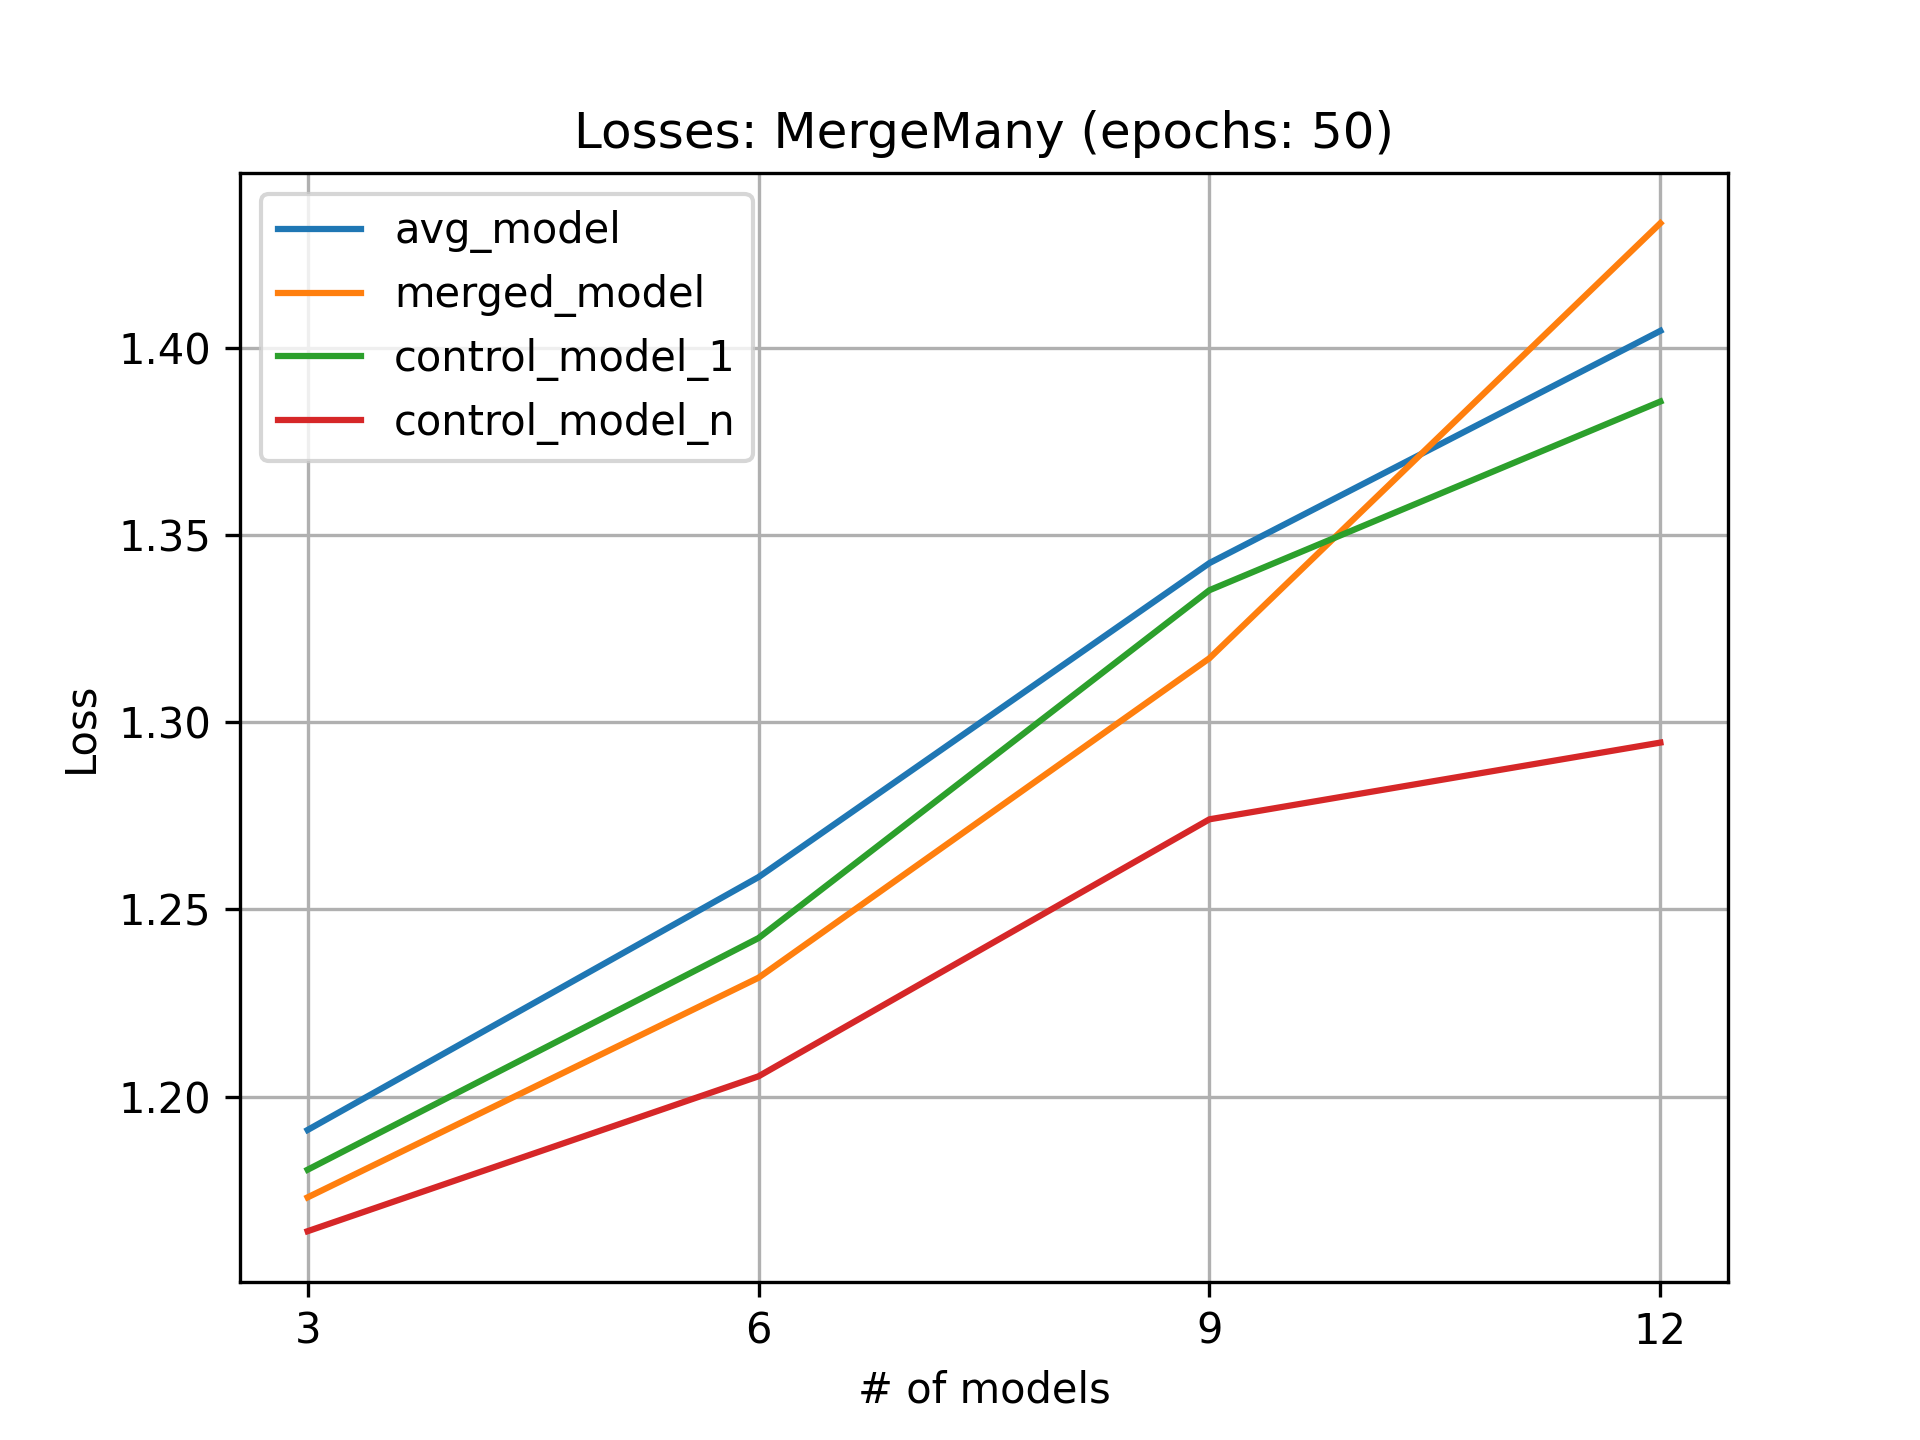 Losses: MergeMany (epochs: 50)
avg_model
merged_model
control_model_1
control_model_n
1.40
1.35
1.30
1.25
1.20
Loss
3 6 9 12
# of models